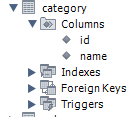 category
Columns
id
name
Indexes
Foreign Keys
Triggers